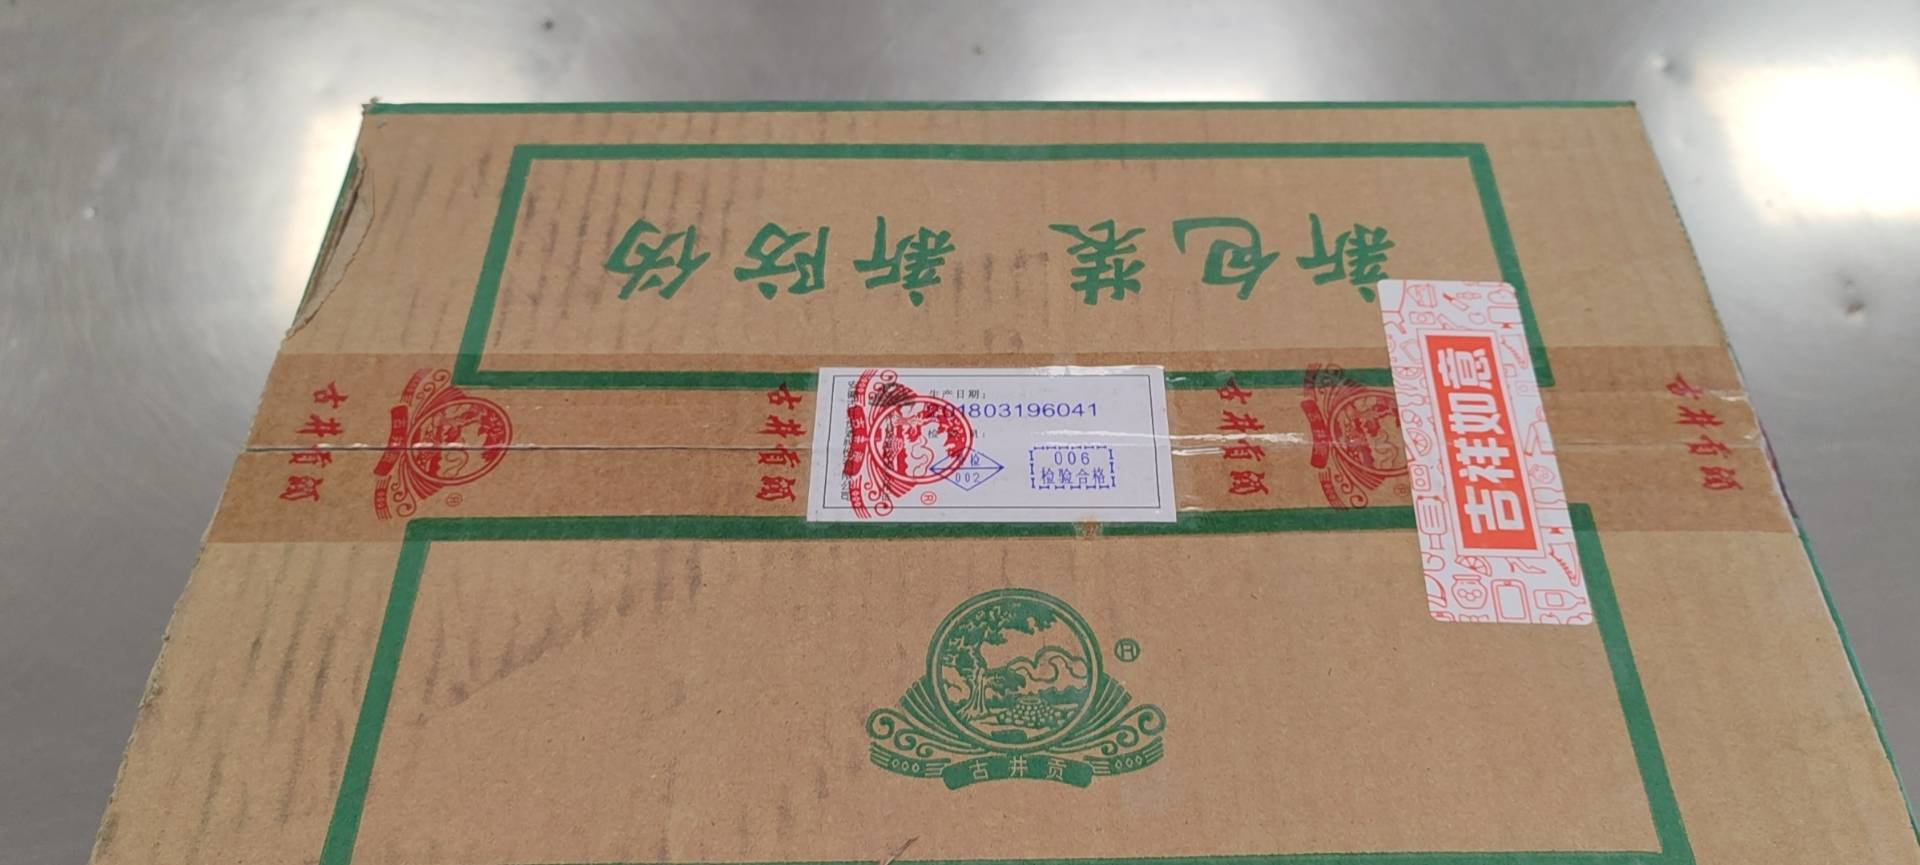 新包装 新防伪
古井贡酒
古井贡酒
古井贡酒
古井贡酒
生产日期:
201803196041
检
002
006
检验合格
吉祥如意
古井贡
®